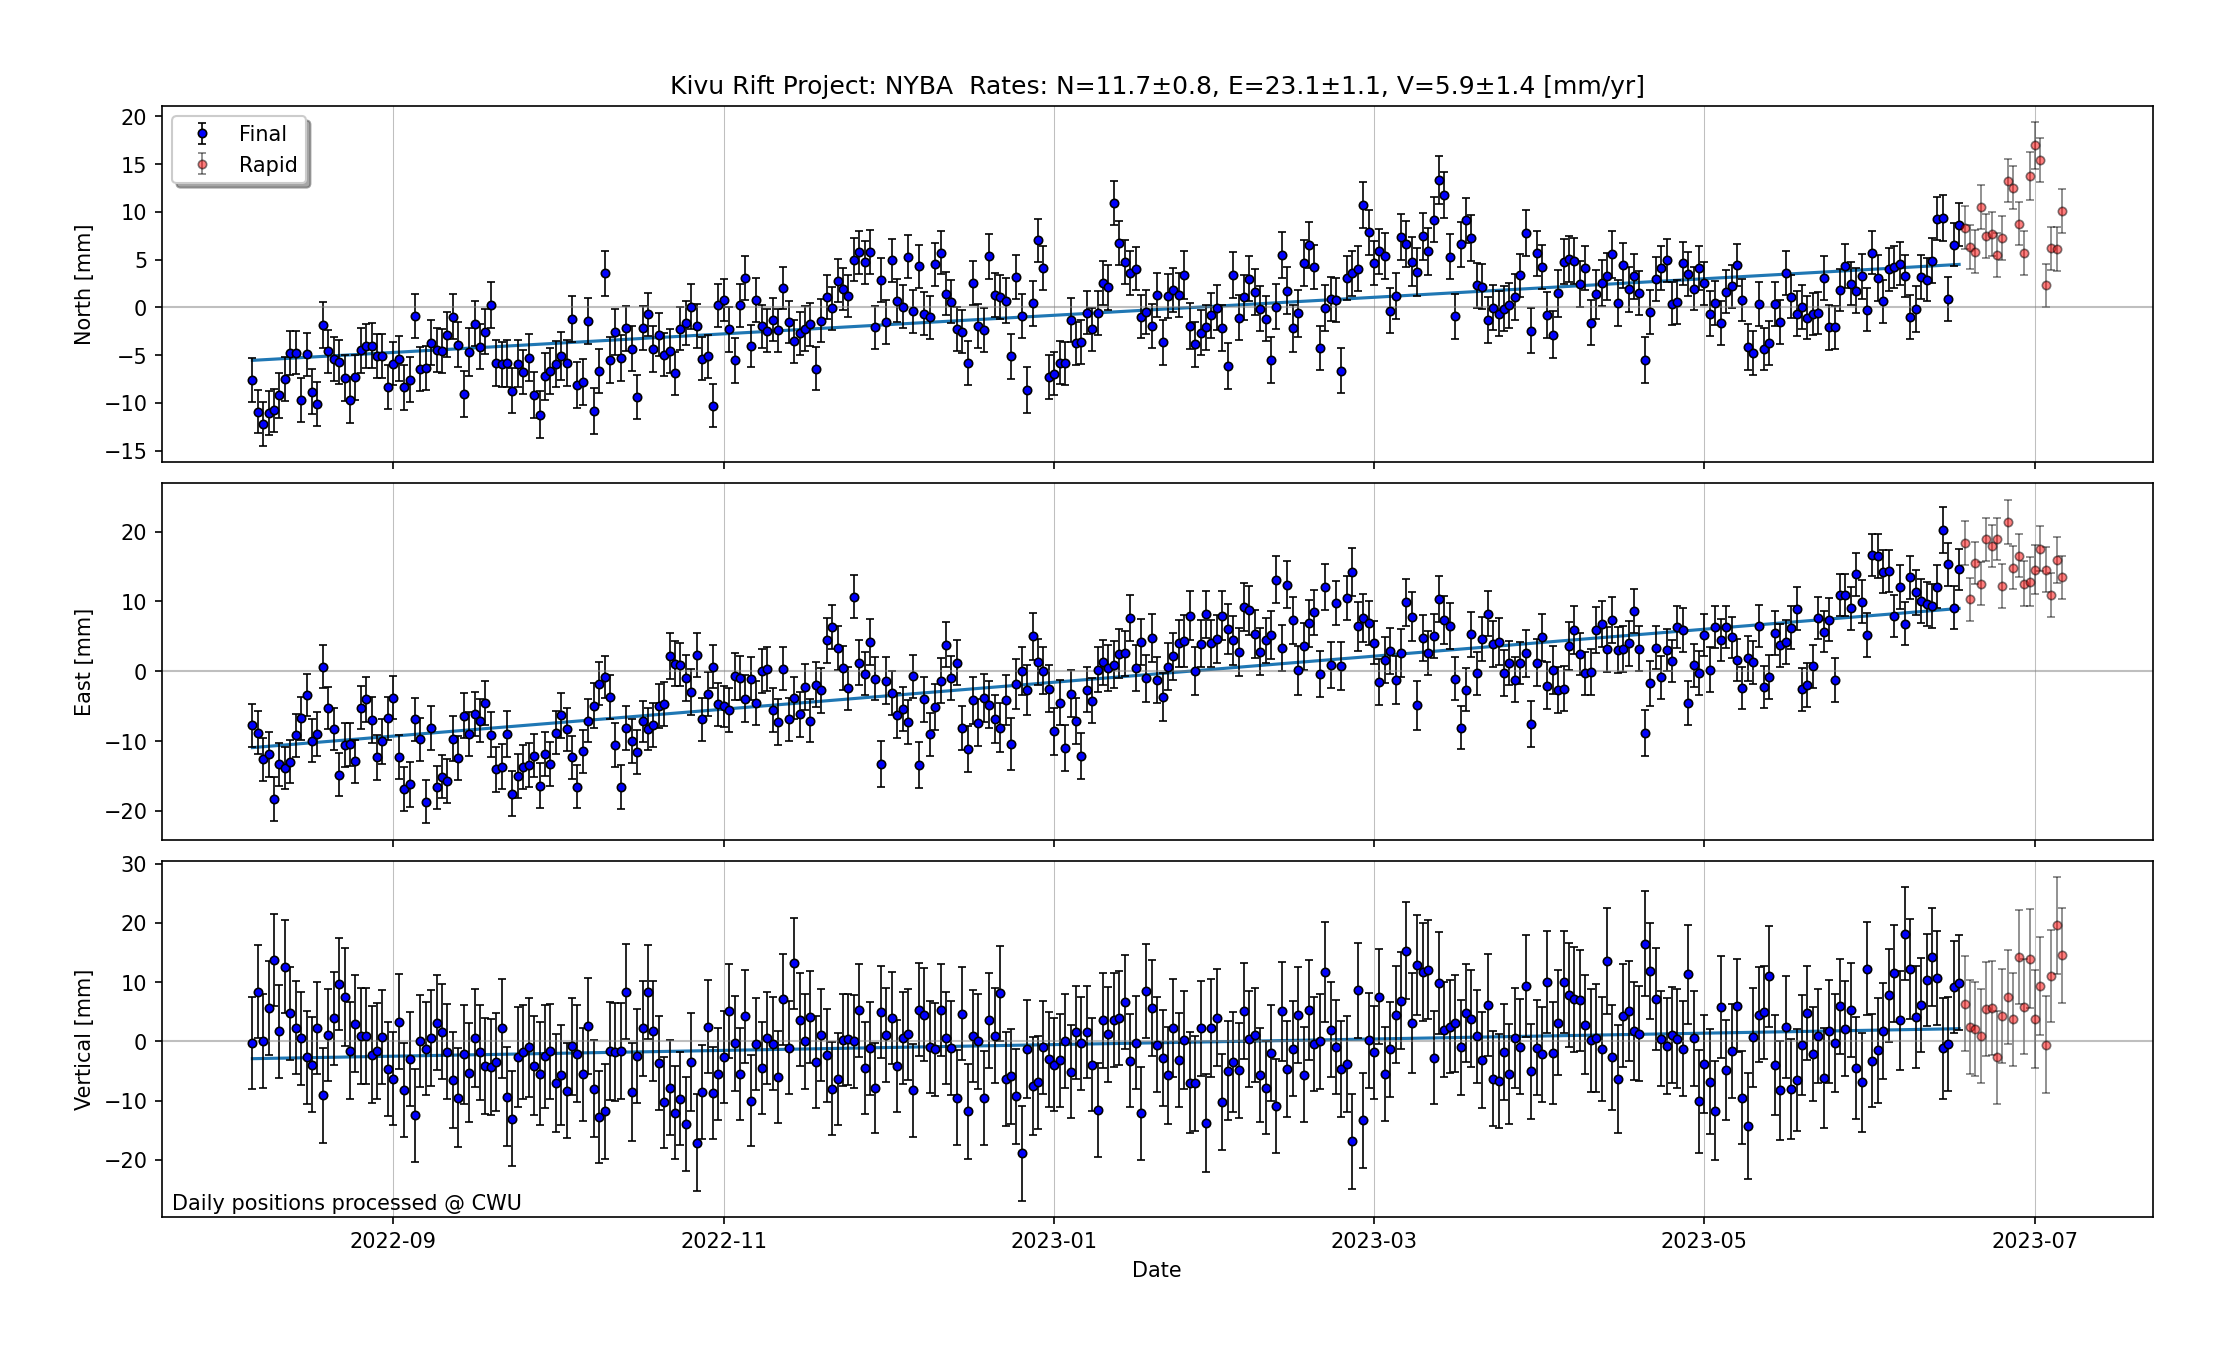 Kivu Rift Project: NYBA  Rates: N=11.7±0.8, E=23.1±1.1, V=5.9±1.4 [mm/yr]
Final
Rapid
North [mm]
20
15
10
5
0
−5
−10
−15
East [mm]
20
10
0
−10
−20
Vertical [mm]
30
20
10
0
−10
−20
Daily positions processed @ CWU
2022-09 2022-11 2023-01 2023-03 2023-05 2023-07
Date